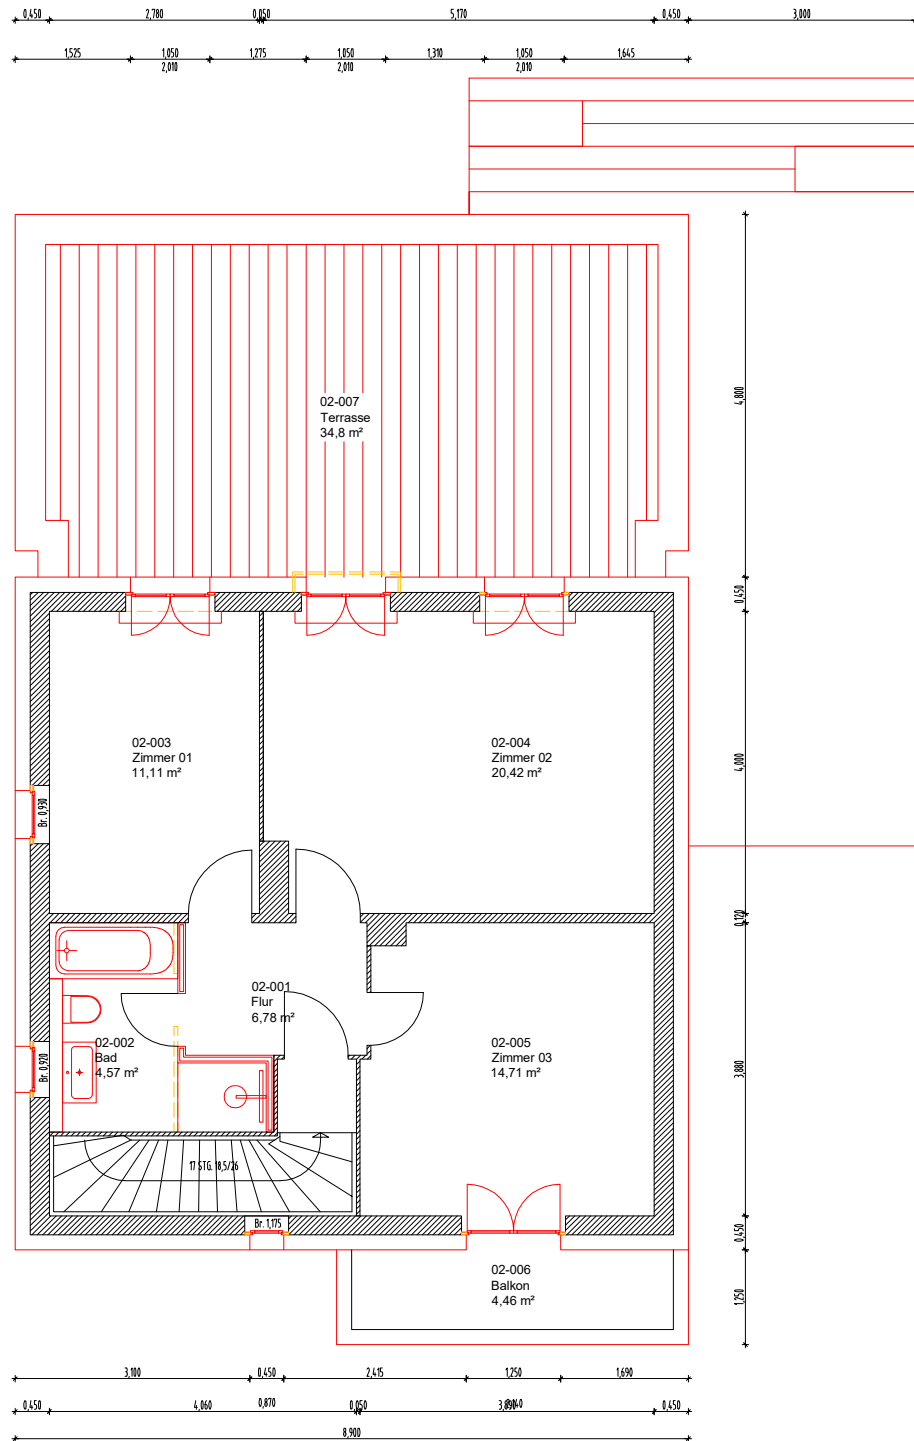 0,450 2,780 0,050 5,170 0,450 3,000
1,525 1,050 1,275 1,050 1,310 1,050 1,645
2,010 2,010 2,010
02-007
Terrasse
34,8 m²
4,800
0,450
02-003
Zimmer 01
11,11 m²
02-004
Zimmer 02
20,42 m²
4,000
Br. 0,930
0,120
02-001
Flur
6,78 m²
02-002
Bad
4,57 m²
02-005
Zimmer 03
14,71 m²
Br. 0,920
3,880
17 STG. 18,5/26
Br. 1,175
0,450
02-006
Balkon
4,46 m²
1,250
3,100 0,450 2,415 1,250 1,690
0,450 4,060 0,870 0,050 0,450
8,900